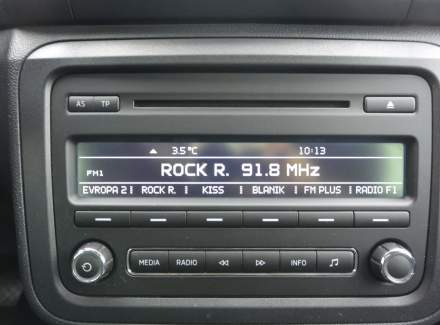 AS TP
3.5°C 10:13
FM1 ROCK R. 91.8 MHz
EVROPA 2 ROCK R. KISS BLANIK FM PLUS RADIO F1
MEDIA RADIO INFO